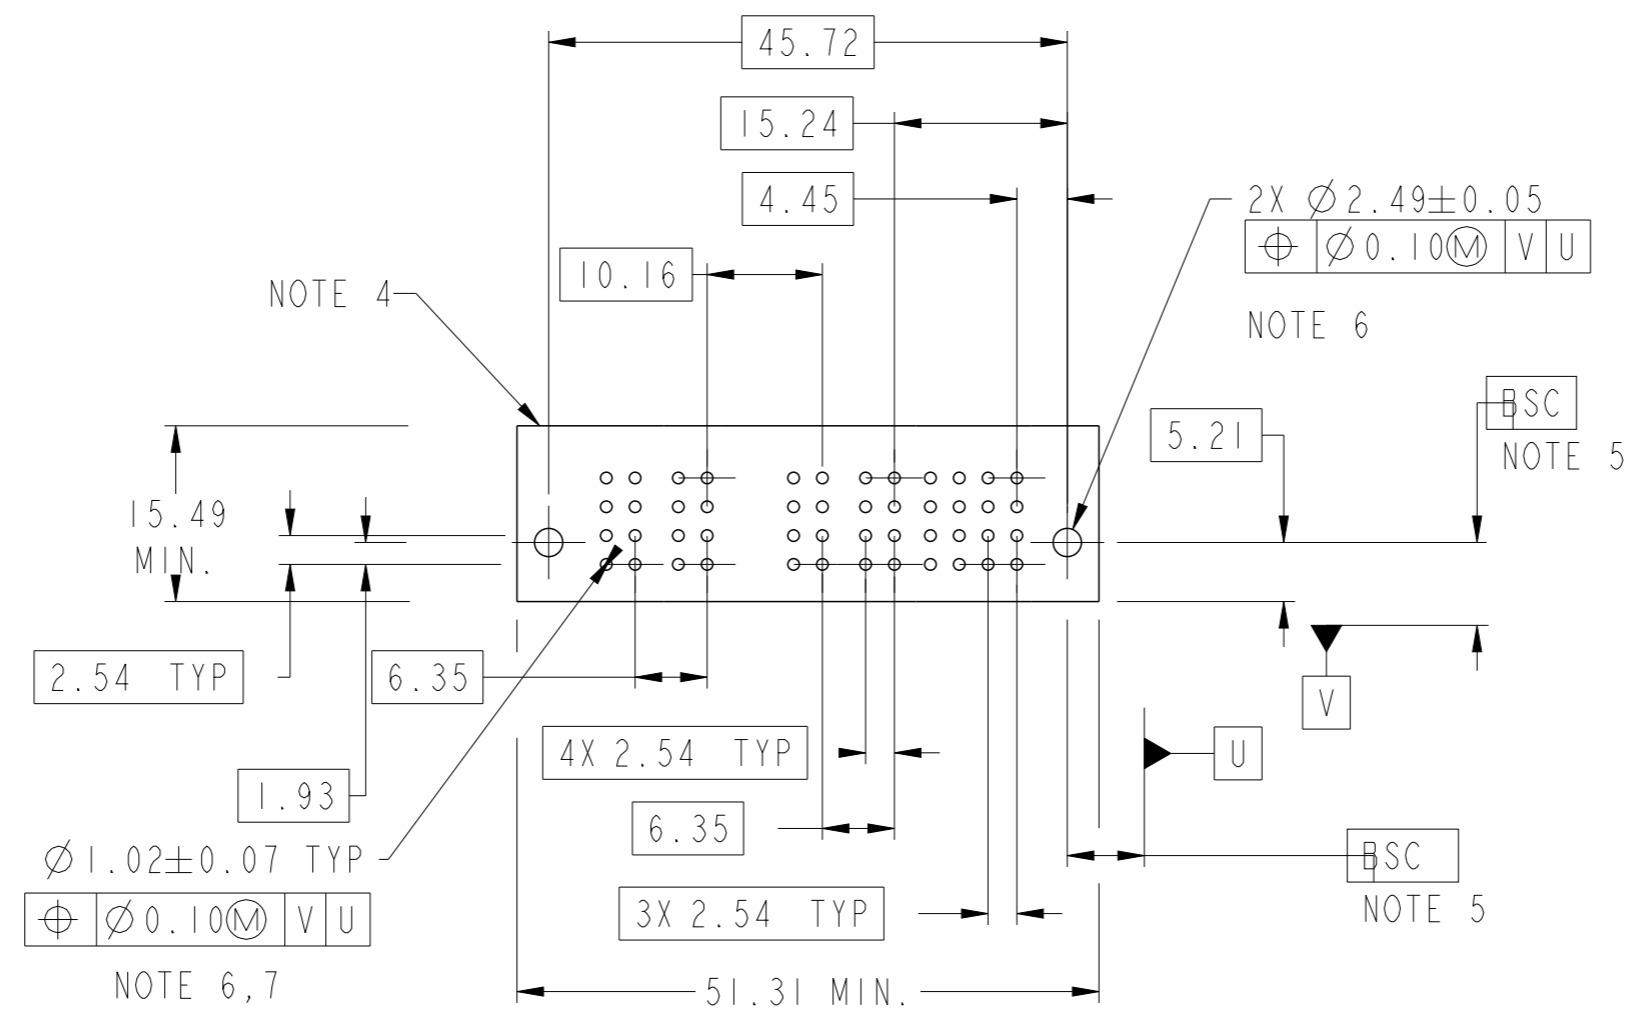 45.72
15.24
4.45
2X ∅2.49±0.05
⌖ ∅0.10Ⓜ V U
NOTE 6
10.16
NOTE 4
BSC
NOTE 5
5.21
15.49
MIN.
2.54 TYP
6.35
V
4X 2.54 TYP
U
1.93
6.35
∅1.02±0.07 TYP
⌖ ∅0.10Ⓜ V U
NOTE 6,7
BSC
NOTE 5
3X 2.54 TYP
51.31 MIN.